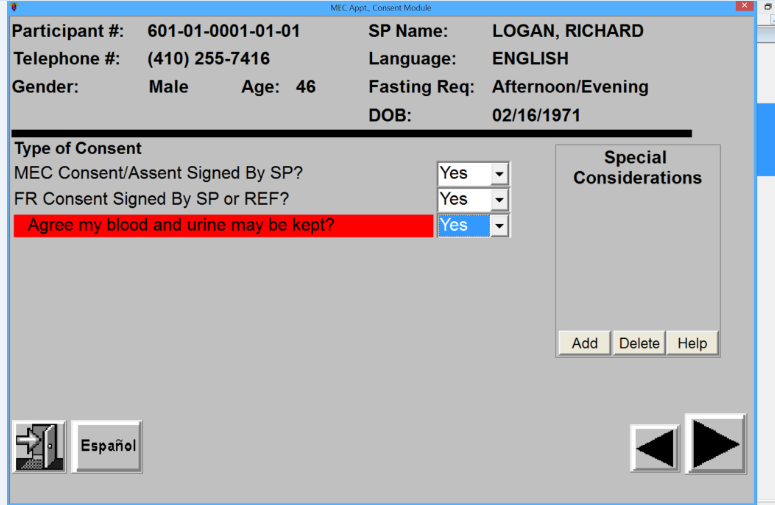 MEC Appt., Consent Module
Participant #: 601-01-0001-01-01 SP Name: LOGAN, RICHARD
Telephone #: (410) 255-7416 Language: ENGLISH
Gender: Male Age: 46 Fasting Req: Afternoon/Evening
DOB: 02/16/1971
Type of Consent
MEC Consent/Assent Signed By SP? Yes
FR Consent Signed By SP or REF? Yes
Agree my blood and urine may be kept? Yes
Special
Considerations
Add Delete Help
Español